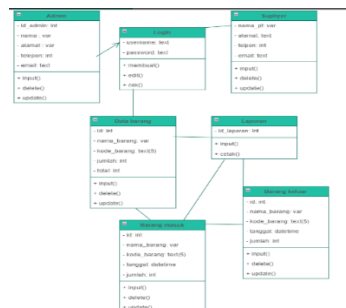 Admin
- id_admin: int
- nama : var
- alamat : var
- telepon: int
- email: text
+ input()
+ delete()
+ update()
Login
- username: text
- password: text
+ membuat()
+ edit()
+ cek()
- nama_pt: var
- alamat: text
- telpon: int
- email: text
+ input()
+ delete()
+ update()
Data barang
- id: int
- nama_barang: var
- kode_barang: text(5)
- jumlah: int
- total: int
+ input()
+ delete()
+ update()
Laporan
- id_laporan: int
+ input()
+ cetak()
Barang keluar
- id: int
- nama_barang: var
- kode_barang: text(5)
- tanggal: datetime
- jumlah: int
+ input()
+ delete()
+ update()
Barang masuk
- id: int
- nama_barang: var
- kode_barang: text(5)
- tanggal: datetime
- jumlah: int
+ input()
+ delete()
+ update()